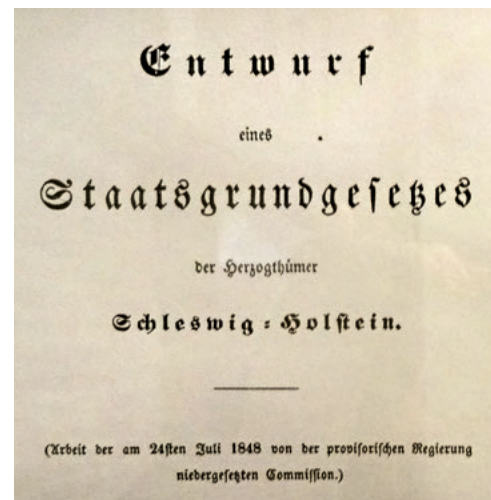 Entwurf
eines
Staatsgrundgesetzes
der Herzogthümer
Schleswig-Holstein.
(Arbeit der am 24sten Juli 1848 von der provisorischen Regierung
niedergesetzten Commission.)